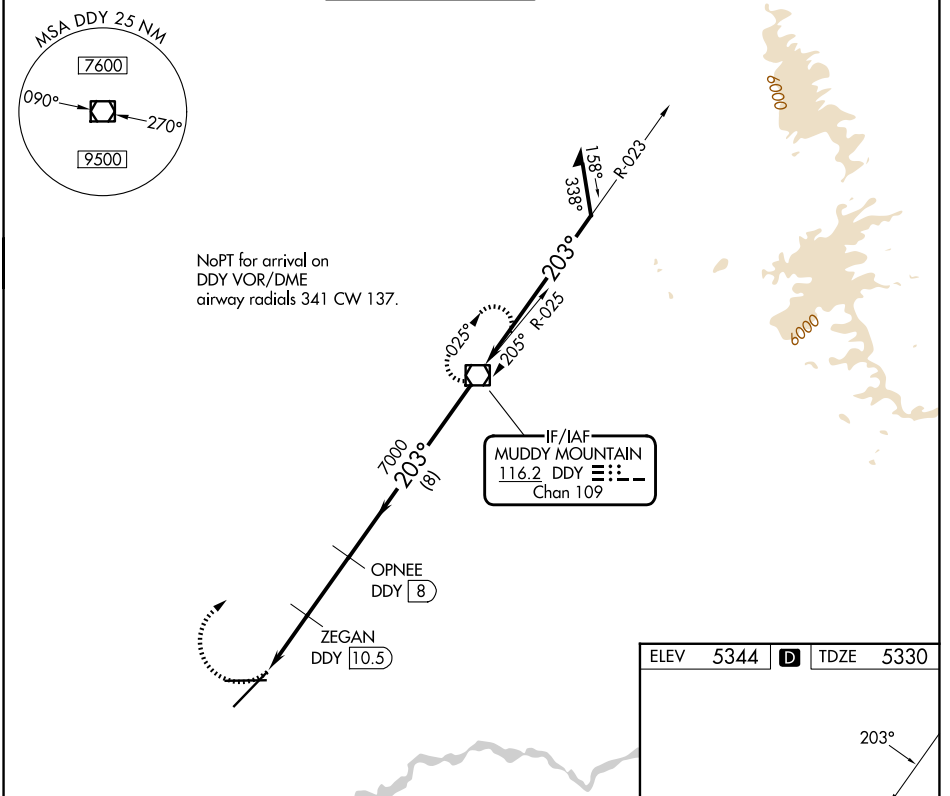 MSA DDY 25 NM
7600
090°
270°
9500
NoPT for arrival on
DDY VOR/DME
airway radials 341 CW 137.
6000
158°
338°
R-023
203°
R-025
025°
205°
6000
IF/IAF
MUDDY MOUNTAIN
116.2 DDY
Chan 109
7000
203°
(8)
OPNEE
DDY 8
ZEGAN
DDY 10.5
ELEV 5344 D TDZE 5330
203°